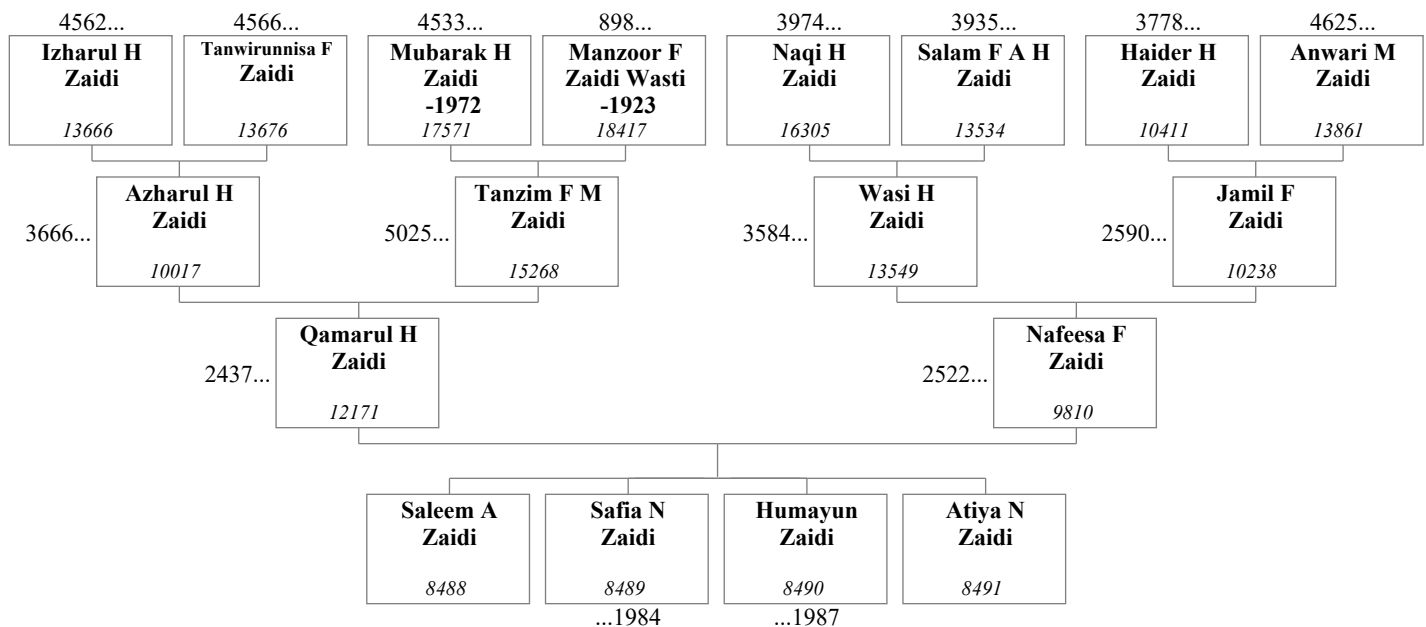 4562... 4566... 4533... 898... 3974... 3935... 3778... 4625...
Izharul H Tanwirunnisa F Mubarak H Manzoor F Naqi H Salam F A H Haider H Anwari M
Zaidi Zaidi Zaidi Zaidi Wasti Zaidi Zaidi Zaidi Zaidi
-1972 -1923
13666 13676 17571 18417 16305 13534 10411 13861
Azharul H Tanzim F M Wasi H Jamil F
Zaidi Zaidi Zaidi Zaidi
3666... 5025... 3584... 2590...
10017 15268 13549 10238
Qamarul H Nafeesa F
Zaidi Zaidi
2437... 2522...
12171 9810
Saleem A Safia N Humayun Atiya N
Zaidi Zaidi Zaidi Zaidi
8488 8489 8490 8491
...1984 ...1987